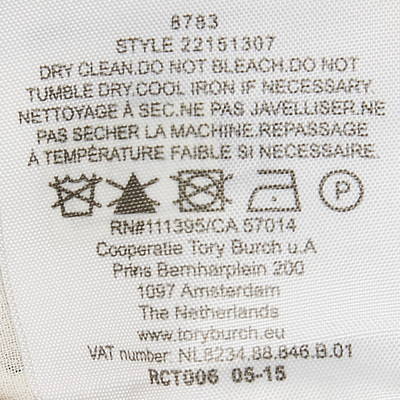 8783
STYLE 22151307
DRY CLEAN.DO NOT BLEACH.DO NOT
TUMBLE DRY.COOL IRON IF NECESSARY.
NETTOYAGE À SEC.NE PAS JAVELLISER.NE
PAS SECHER LA MACHINE.REPASSAGE
À TEMPÉRATURE FAIBLE SI NECESSAIRE.
P
RN#111395/CA 57014
Cooperatie Tory Burch u.A
Prins Bernharplein 200
1097 Amsterdam
The Netherlands
www.toryburch.eu
VAT number: NL8234.88.846.B.01
RCT006 05-15